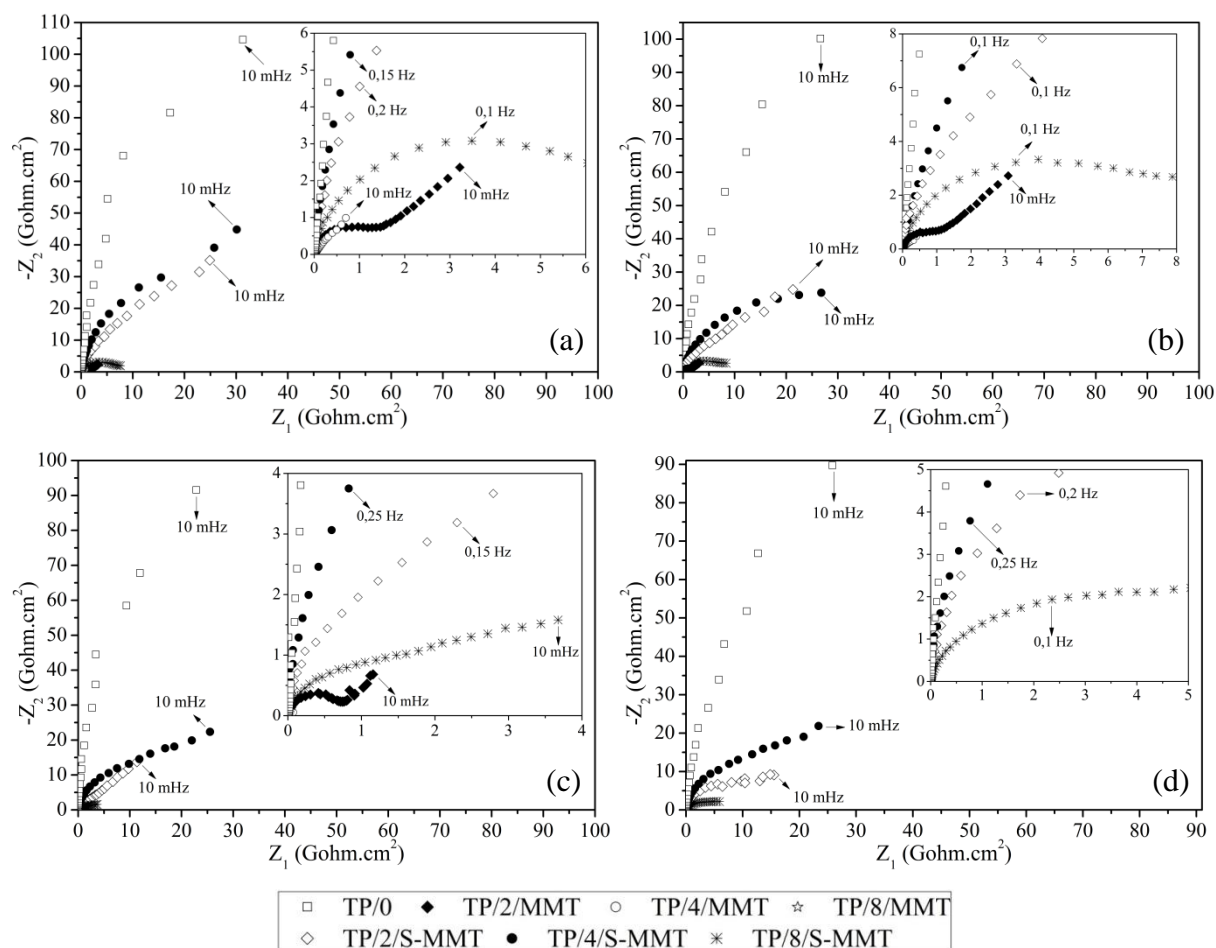 110
100
90
80
70
60
50
40
30
20
10
0
-Z2 (Gohm.cm2)
0 10 20 30 40 50 60 70 80 90 100
Z1 (Gohm.cm2)
10 mHz
10 mHz
10 mHz
6
5
4
3
2
1
0
0 1 2 3 4 5 6
0,15 Hz
0,2 Hz
0,1 Hz
10 mHz
10 mHz
(a)
100
90
80
70
60
50
40
30
20
10
0
-Z2 (Gohm.cm2)
0 10 20 30 40 50 60 70 80 90 100
Z1 (Gohm.cm2)
10 mHz
10 mHz
10 mHz
8
6
4
2
0
0 1 2 3 4 5 6 7 8
0,1 Hz
0,1 Hz
0,1 Hz
10 mHz
(b)
100
90
80
70
60
50
40
30
20
10
0
-Z2 (Gohm.cm2)
0 10 20 30 40 50 60 70 80 90 100
Z1 (Gohm.cm2)
10 mHz
10 mHz
10 mHz
4
3
2
1
0
0 1 2 3 4
0,25 Hz
0,15 Hz
10 mHz
10 mHz
(c)
90
80
70
60
50
40
30
20
10
0
-Z2 (Gohm.cm2)
0 10 20 30 40 50 60 70 80 90
Z1 (Gohm.cm2)
10 mHz
10 mHz
10 mHz
5
4
3
2
1
0
0 1 2 3 4 5
0,2 Hz
0,25 Hz
0,1 Hz
(d)
TP/0 TP/2/MMT TP/4/MMT TP/8/MMT
TP/2/S-MMT TP/4/S-MMT TP/8/S-MMT